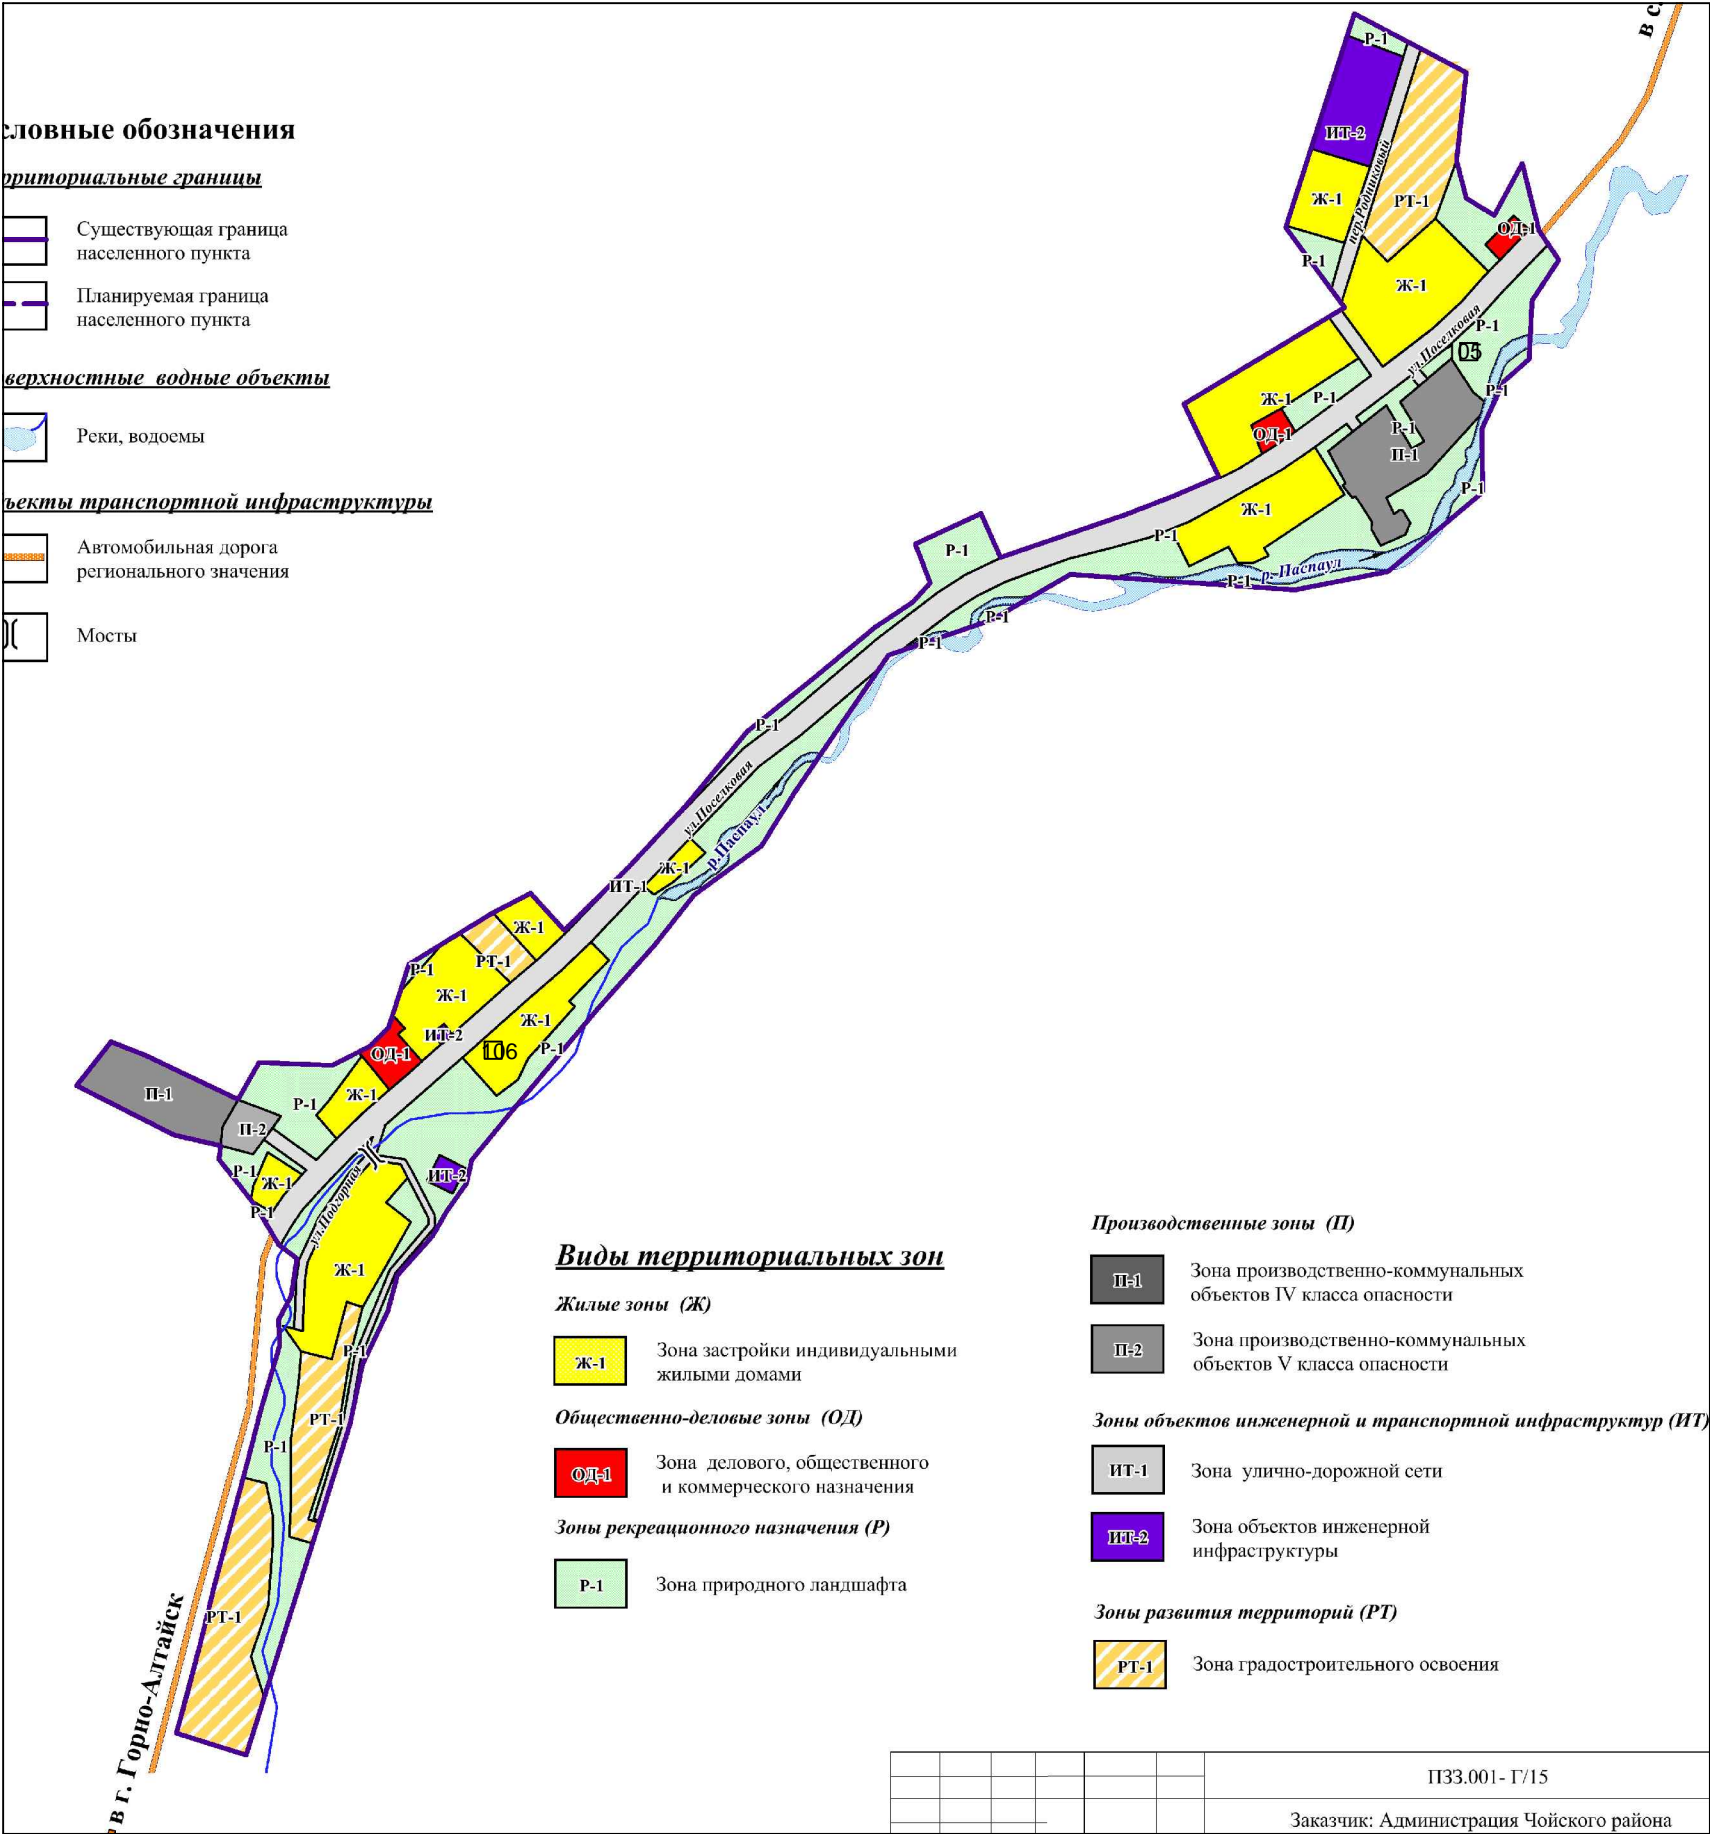 словные обозначения
рриториальные границы
Существующая граница
населенного пункта
Планируемая граница
населенного пункта
верхностные водные объекты
Реки, водоемы
ъекты транспортной инфраструктуры
Автомобильная дорога
регионального значения
Мосты
в с.
Р-1
ИТ-2
пер.Родниковый
Ж-1
РТ-1
ОД-1
Р-1
Ж-1
Р-1
ул.Поселковая
05
Р-1
Ж-1
Р-1
ОД-1
Р-1
П-1
Р-1
Ж-1
Р-1
Р-1
р. Паспаул
Р-1
Р-1
Р-1
Р-1
ул.Поселковая
р.Паспаул
Ж-1
ИТ-1
Ж-1
РТ-1
Р-1
Ж-1
Ж-1
ИТ-2
106
Р-1
ОД-1
Ж-1
П-1
Р-1
П-2
Р-1
Ж-1
ИТ-2
Р-1
ул.Подгорная
Ж-1
Р-1
РТ-1
Р-1
РТ-1
в г. Горно-Алтайск
Виды территориальных зон
Жилые зоны (Ж)
Ж-1
Зона застройки индивидуальными
жилыми домами
Общественно-деловые зоны (ОД)
ОД-1
Зона делового, общественного
и коммерческого назначения
Зоны рекреационного назначения (Р)
Р-1
Зона природного ландшафта
Производственные зоны (П)
П-1
Зона производственно-коммунальных
объектов IV класса опасности
П-2
Зона производственно-коммунальных
объектов V класса опасности
Зоны объектов инженерной и транспортной инфраструктур (ИТ)
ИТ-1
Зона улично-дорожной сети
ИТ-2
Зона объектов инженерной
инфраструктуры
Зоны развития территорий (РТ)
РТ-1
Зона градостроительного освоения
ПЗЗ.001- Г/15
Заказчик: Администрация Чойского района